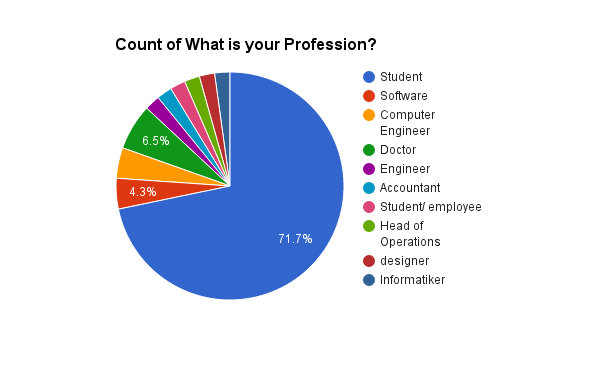 Count of What is your Profession?
Student
Software
Computer
Engineer
Doctor
Engineer
Accountant
Student/ employee
Head of
Operations
designer
Informatiker
6.5%
4.3%
71.7%